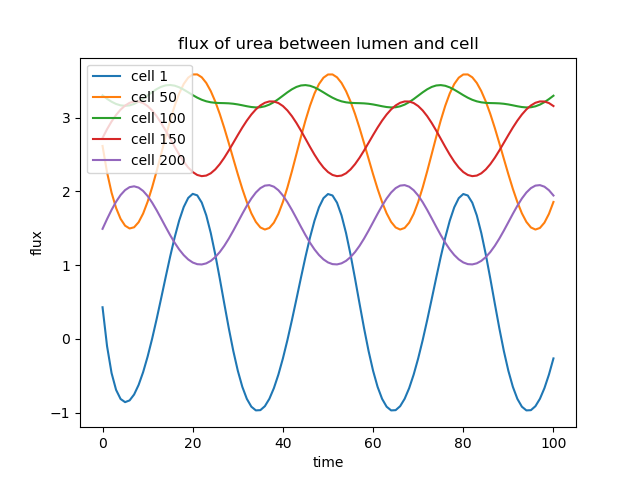 flux of urea between lumen and cell
cell 1
cell 50
cell 100
cell 150
cell 200
3
2
1
0
−1
flux
0
20
40
60
80
100
time